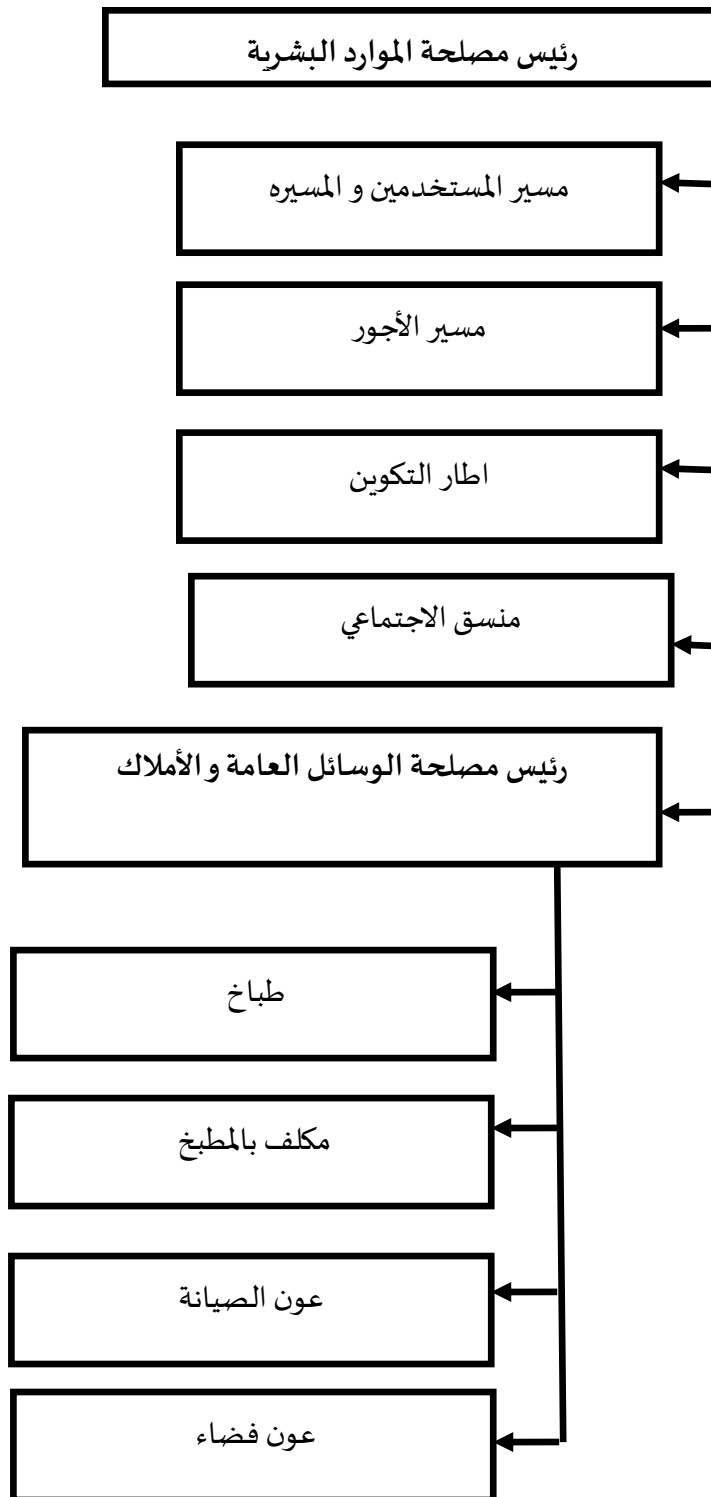 رئيس مصلحة الموارد البشرية
مسير المستخدمين و المسيره
مسير الأجور
اطار التكوين
منسق الاجتماعي
رئيس مصلحة الوسائل العامة و الأملاك
طباخ
مكلف بالمطبخ
عون الصيانة
عون فضاء